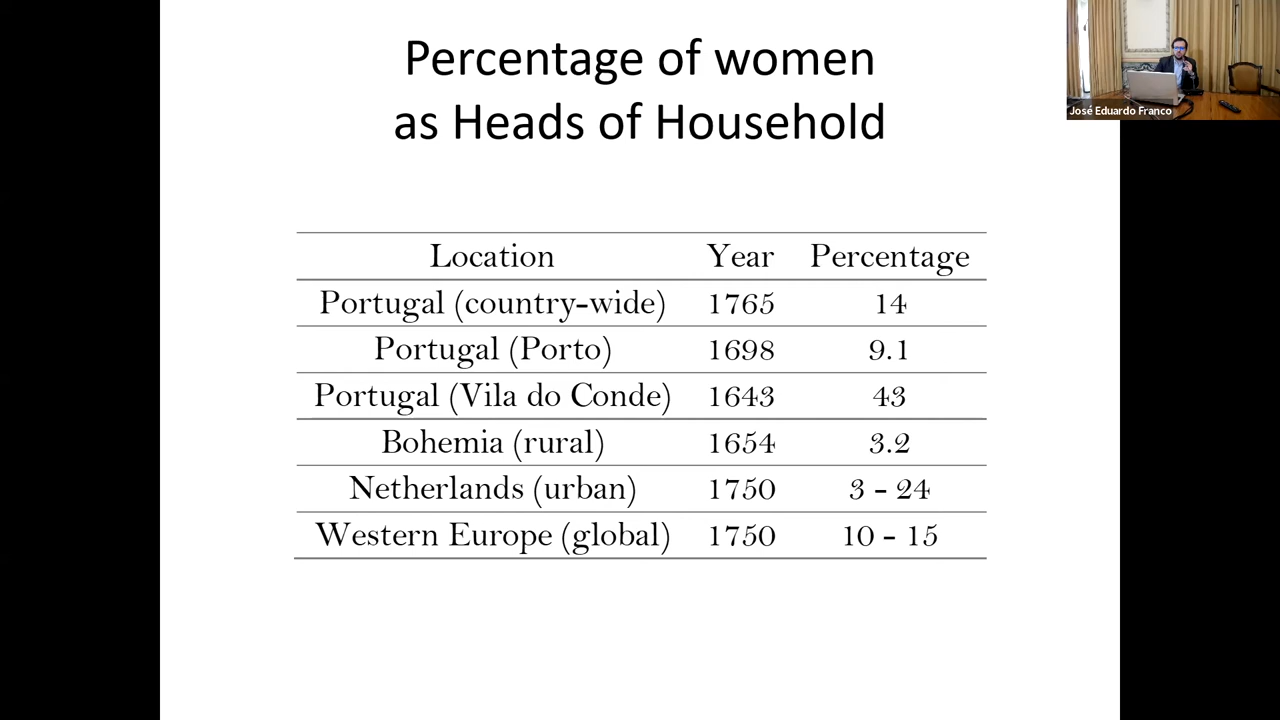 Percentage of women
as Heads of Household
José Eduardo Franco
Location Year Percentage
Portugal (country-wide) 1765 14
Portugal (Porto) 1698 9.1
Portugal (Vila do Conde) 1643 43
Bohemia (rural) 1654 3.2
Netherlands (urban) 1750 3 - 24
Western Europe (global) 1750 10 - 15